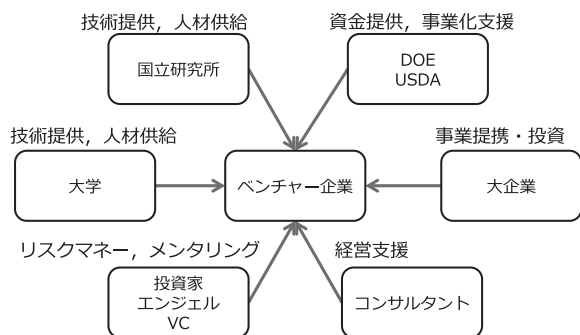 技術提供，人材供給
資金提供，事業化支援
国立研究所
DOE
USDA
技術提供，人材供給
事業提携・投資
大学
ベンチャー企業
大企業
リスクマネー，メンタリング
経営支援
投資家
エンジェル
VC
コンサルタント